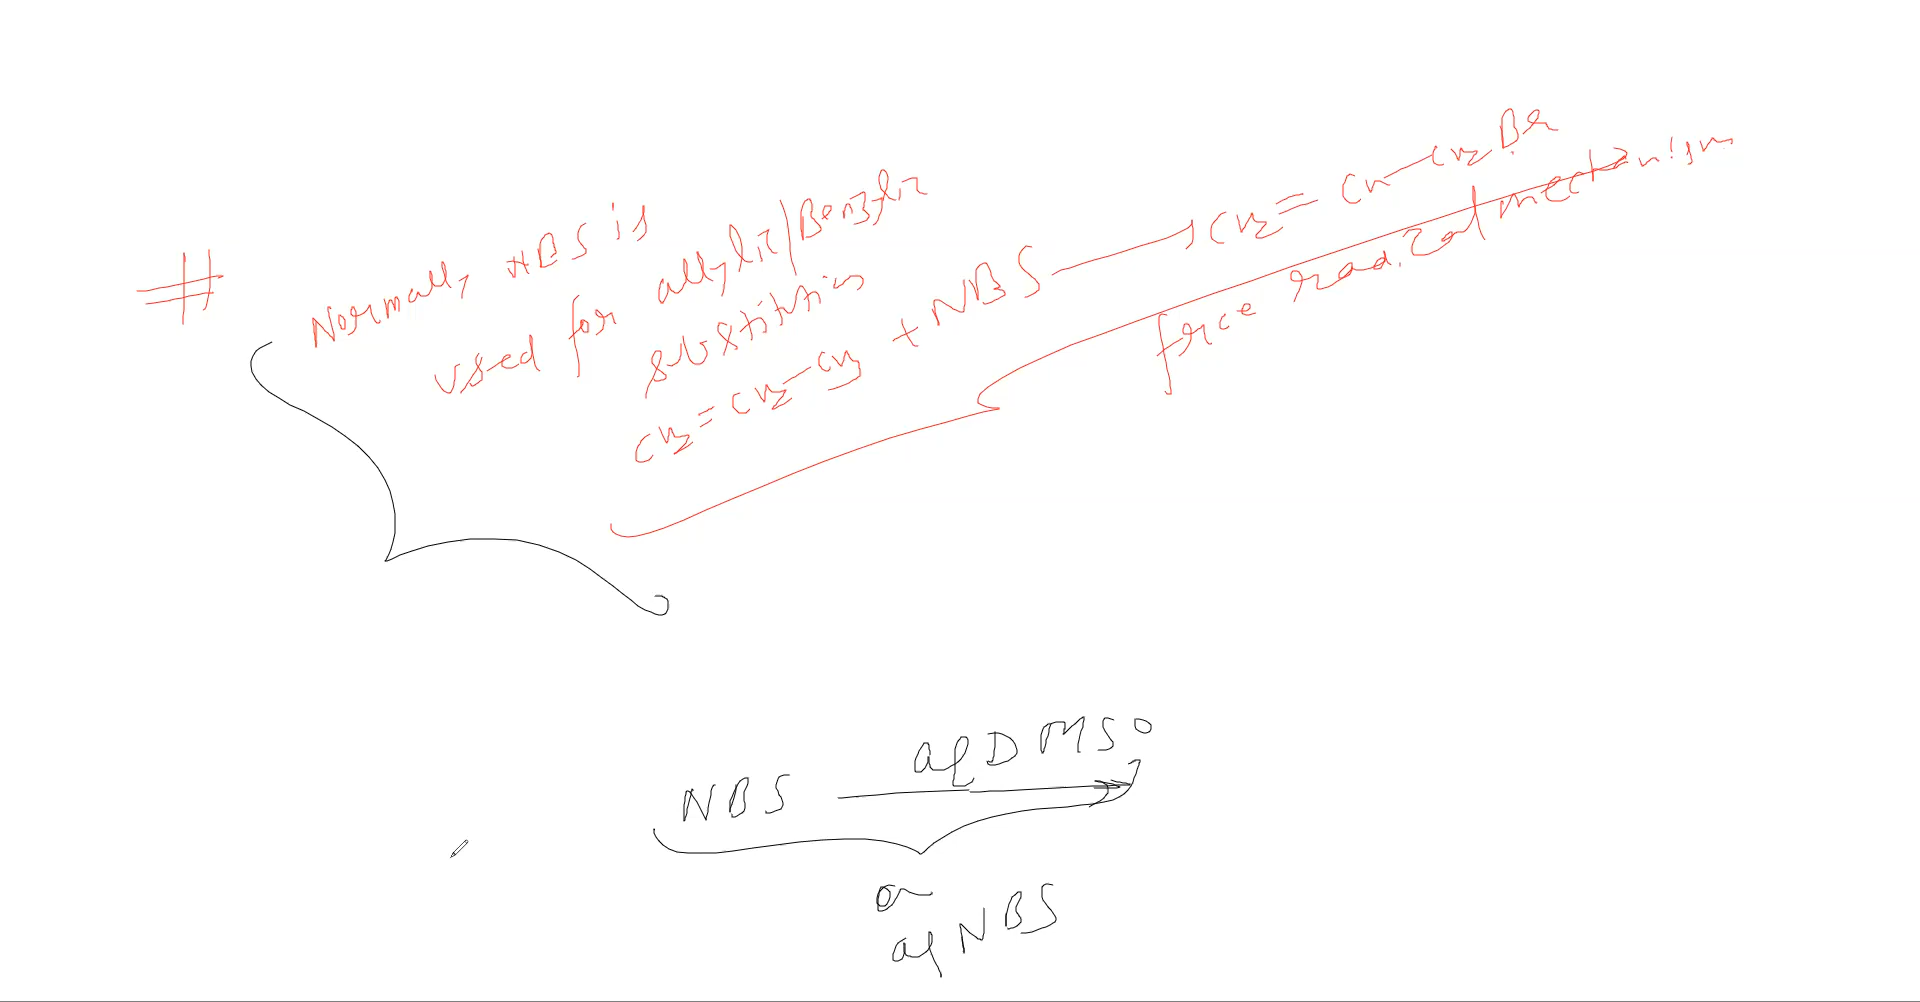 # Normally NBS is
used for allylic/Benzylic
substitution
CH2=CH2-CH3 + NBS → CH2=CH-CH2Br
free radical mechanism
NBS aq DMSO →
or
aq NBS